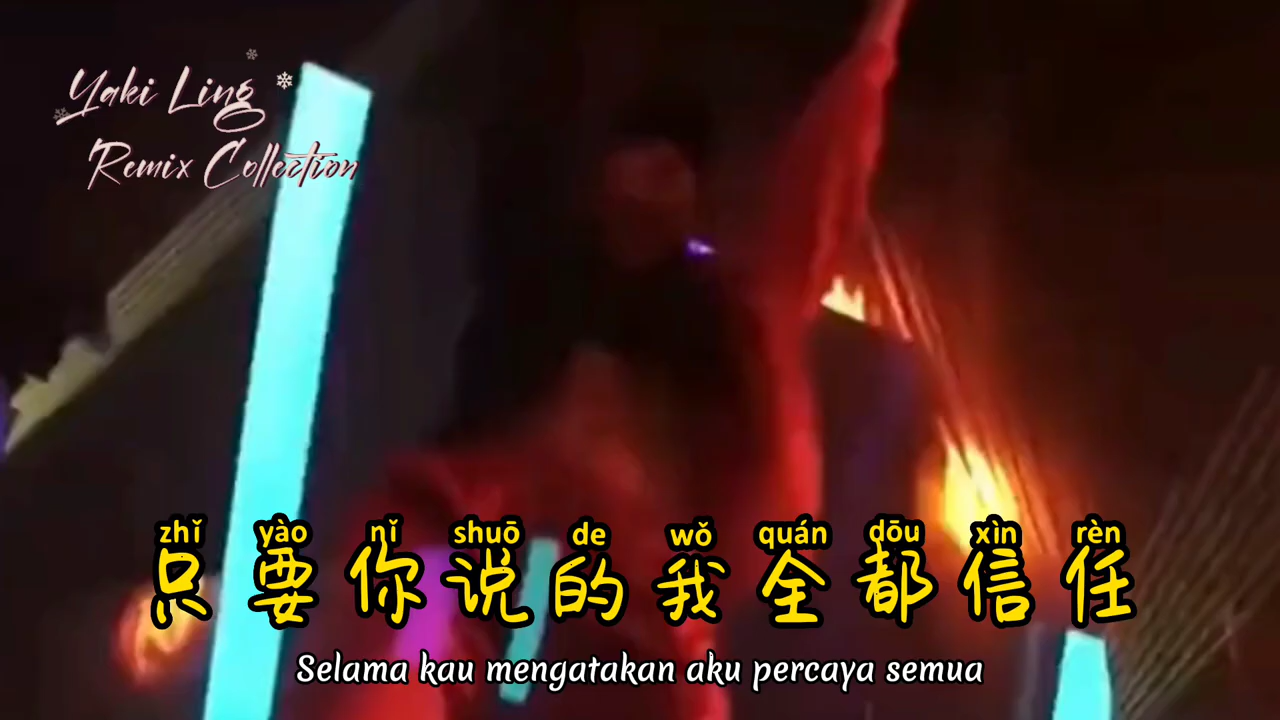 Yaki Ling
Remix Collection
zhǐ yào nǐ shuō de wǒ quán dōu xìn rèn
只要你说的我全都信任
Selama kau mengatakan aku percaya semua